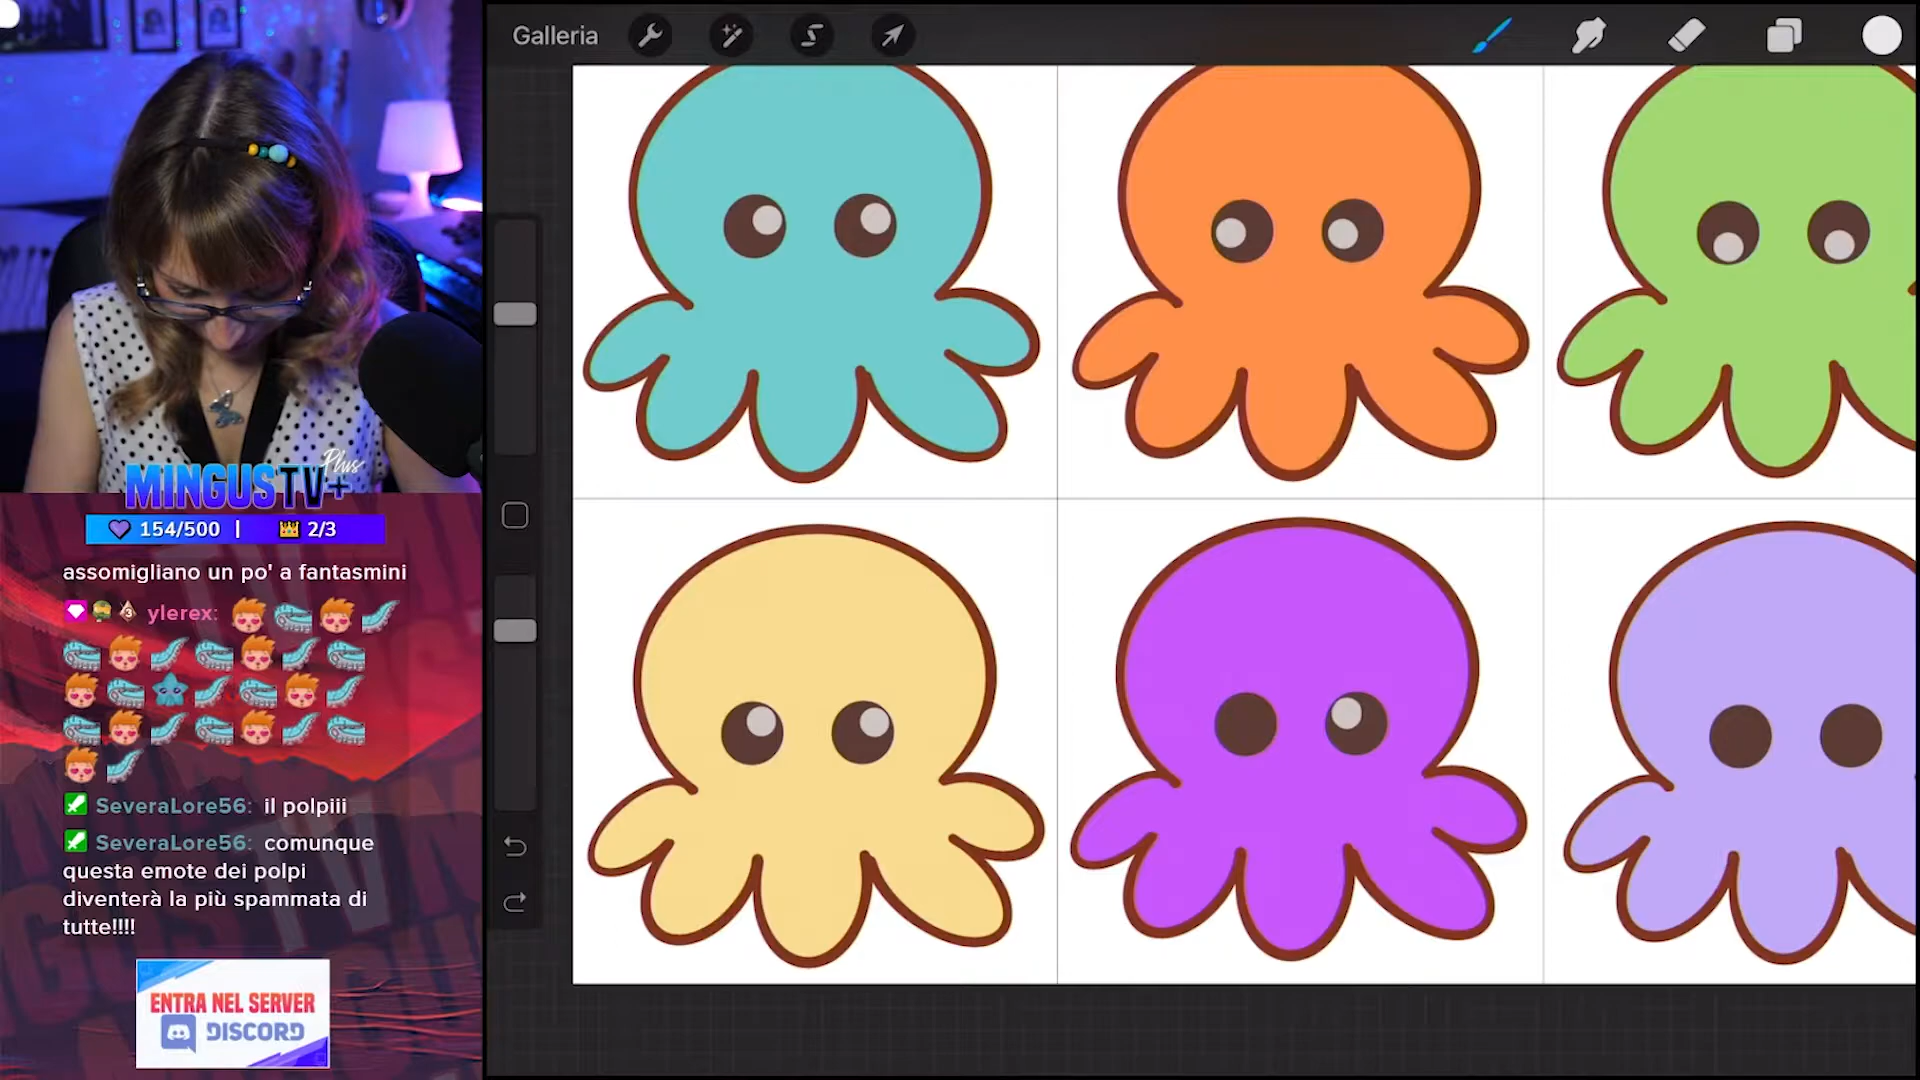 Galleria
MINGUSTV+
Plus
154/500 | 2/3
assomigliano un po' a fantasmini
ylerex:
SeveraLore56: il polpiii
SeveraLore56: comunque
questa emote dei polpi
diventerà la più spammata di
tutte!!!!
ENTRA NEL SERVER
DISCORD